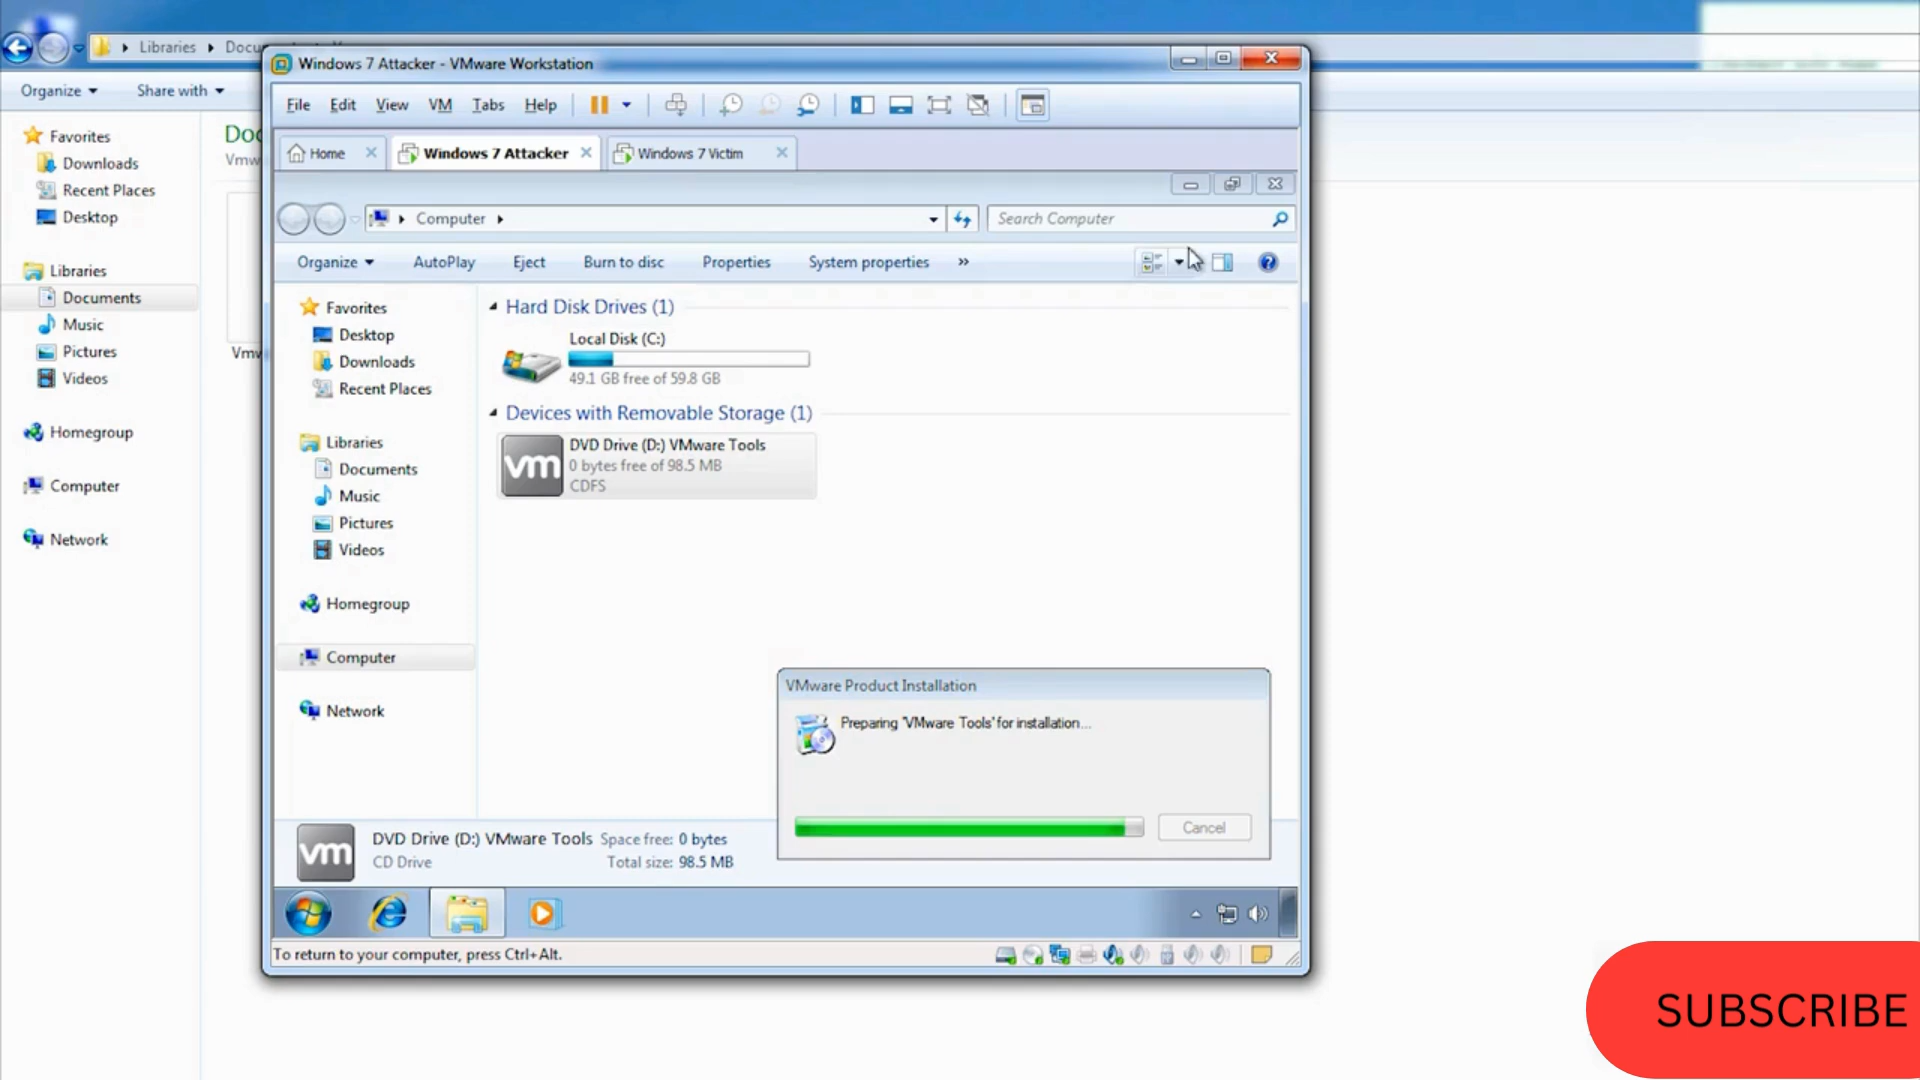 Libraries
Organize
Share with
Favorites
Downloads
Recent Places
Desktop
Libraries
Documents
Music
Pictures
Videos
Homegroup
Computer
Network
Windows 7 Attacker - VMware Workstation
File Edit View VM Tabs Help
Home
Windows 7 Attacker
Windows 7 Victim
Computer
Search Computer
Organize AutoPlay Eject Burn to disc Properties System properties »
Favorites
Desktop
Downloads
Recent Places
Libraries
Documents
Music
Pictures
Videos
Homegroup
Computer
Network
Hard Disk Drives (1)
Local Disk (C:)
49.1 GB free of 59.8 GB
Devices with Removable Storage (1)
vm
DVD Drive (D:) VMware Tools
0 bytes free of 98.5 MB
CDFS
VMware Product Installation
Preparing 'VMware Tools' for installation...
Cancel
vm
DVD Drive (D:) VMware Tools Space free: 0 bytes
CD Drive Total size: 98.5 MB
To return to your computer, press Ctrl+Alt.
SUBSCRIBE